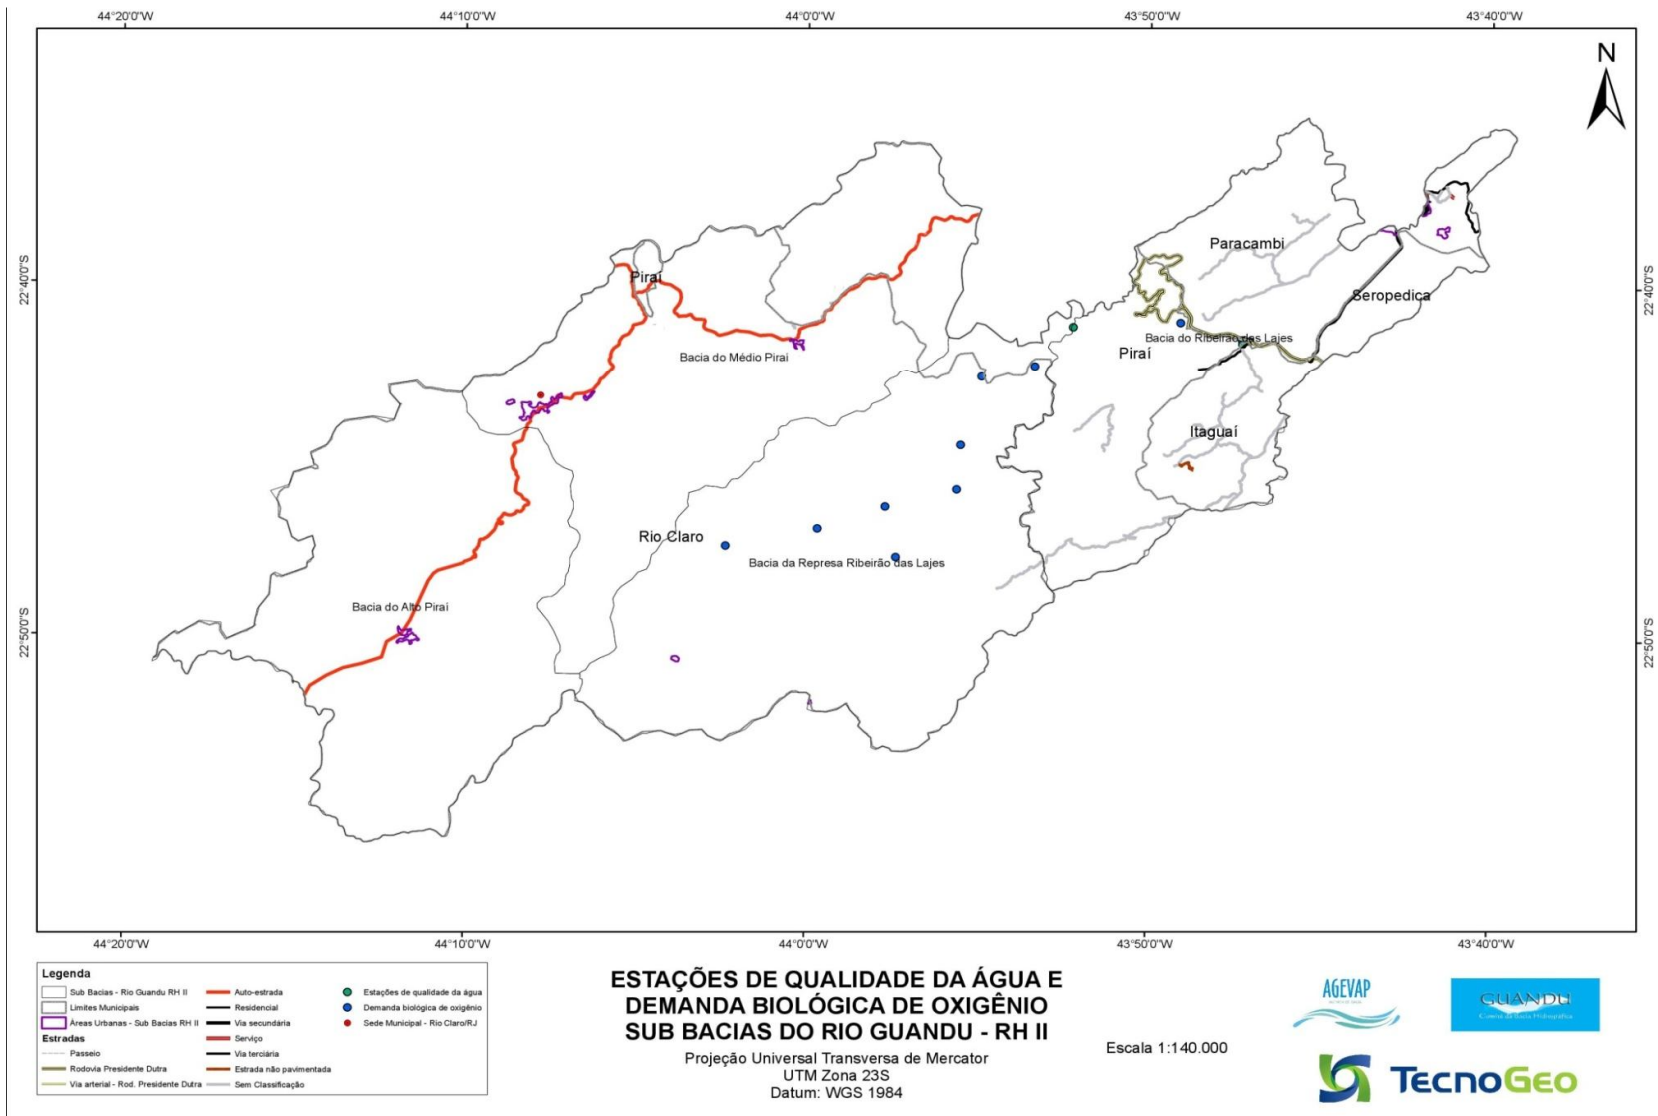 44°20'0"W
44°10'0"W
44°0'0"W
43°50'0"W
43°40'0"W
N
22°40'0"S
22°40'0"S
22°50'0"S
22°50'0"S
Paracambi
Piraí
Seropedica
Bacia do Ribeirão das Lajes
Piraí
Bacia do Médio Piraí
Itaguaí
Rio Claro
Bacia da Represa Ribeirão das Lajes
Bacia do Alto Piraí
44°20'0"W
44°10'0"W
44°0'0"W
43°50'0"W
43°40'0"W
Legenda
Sub Bacias - Rio Guandu RH II
Limites Municipais
Áreas Urbanas - Sub Bacias RH II
Estradas
Passeio
Rodovia Presidente Dutra
Via arterial - Rod. Presidente Dutra
Auto-estrada
Residencial
Via secundária
Serviço
Via terciária
Estrada não pavimentada
Sem Classificação
Estações de qualidade da água
Demanda biológica de oxigênio
Sede Municipal - Rio Claro/RJ
ESTAÇÕES DE QUALIDADE DA ÁGUA E
DEMANDA BIOLÓGICA DE OXIGÊNIO
SUB BACIAS DO RIO GUANDU - RH II
Projeção Universal Transversa de Mercator
UTM Zona 23S
Datum: WGS 1984
Escala 1:140.000
AGEVAP
GUANDU
TECNOGEO